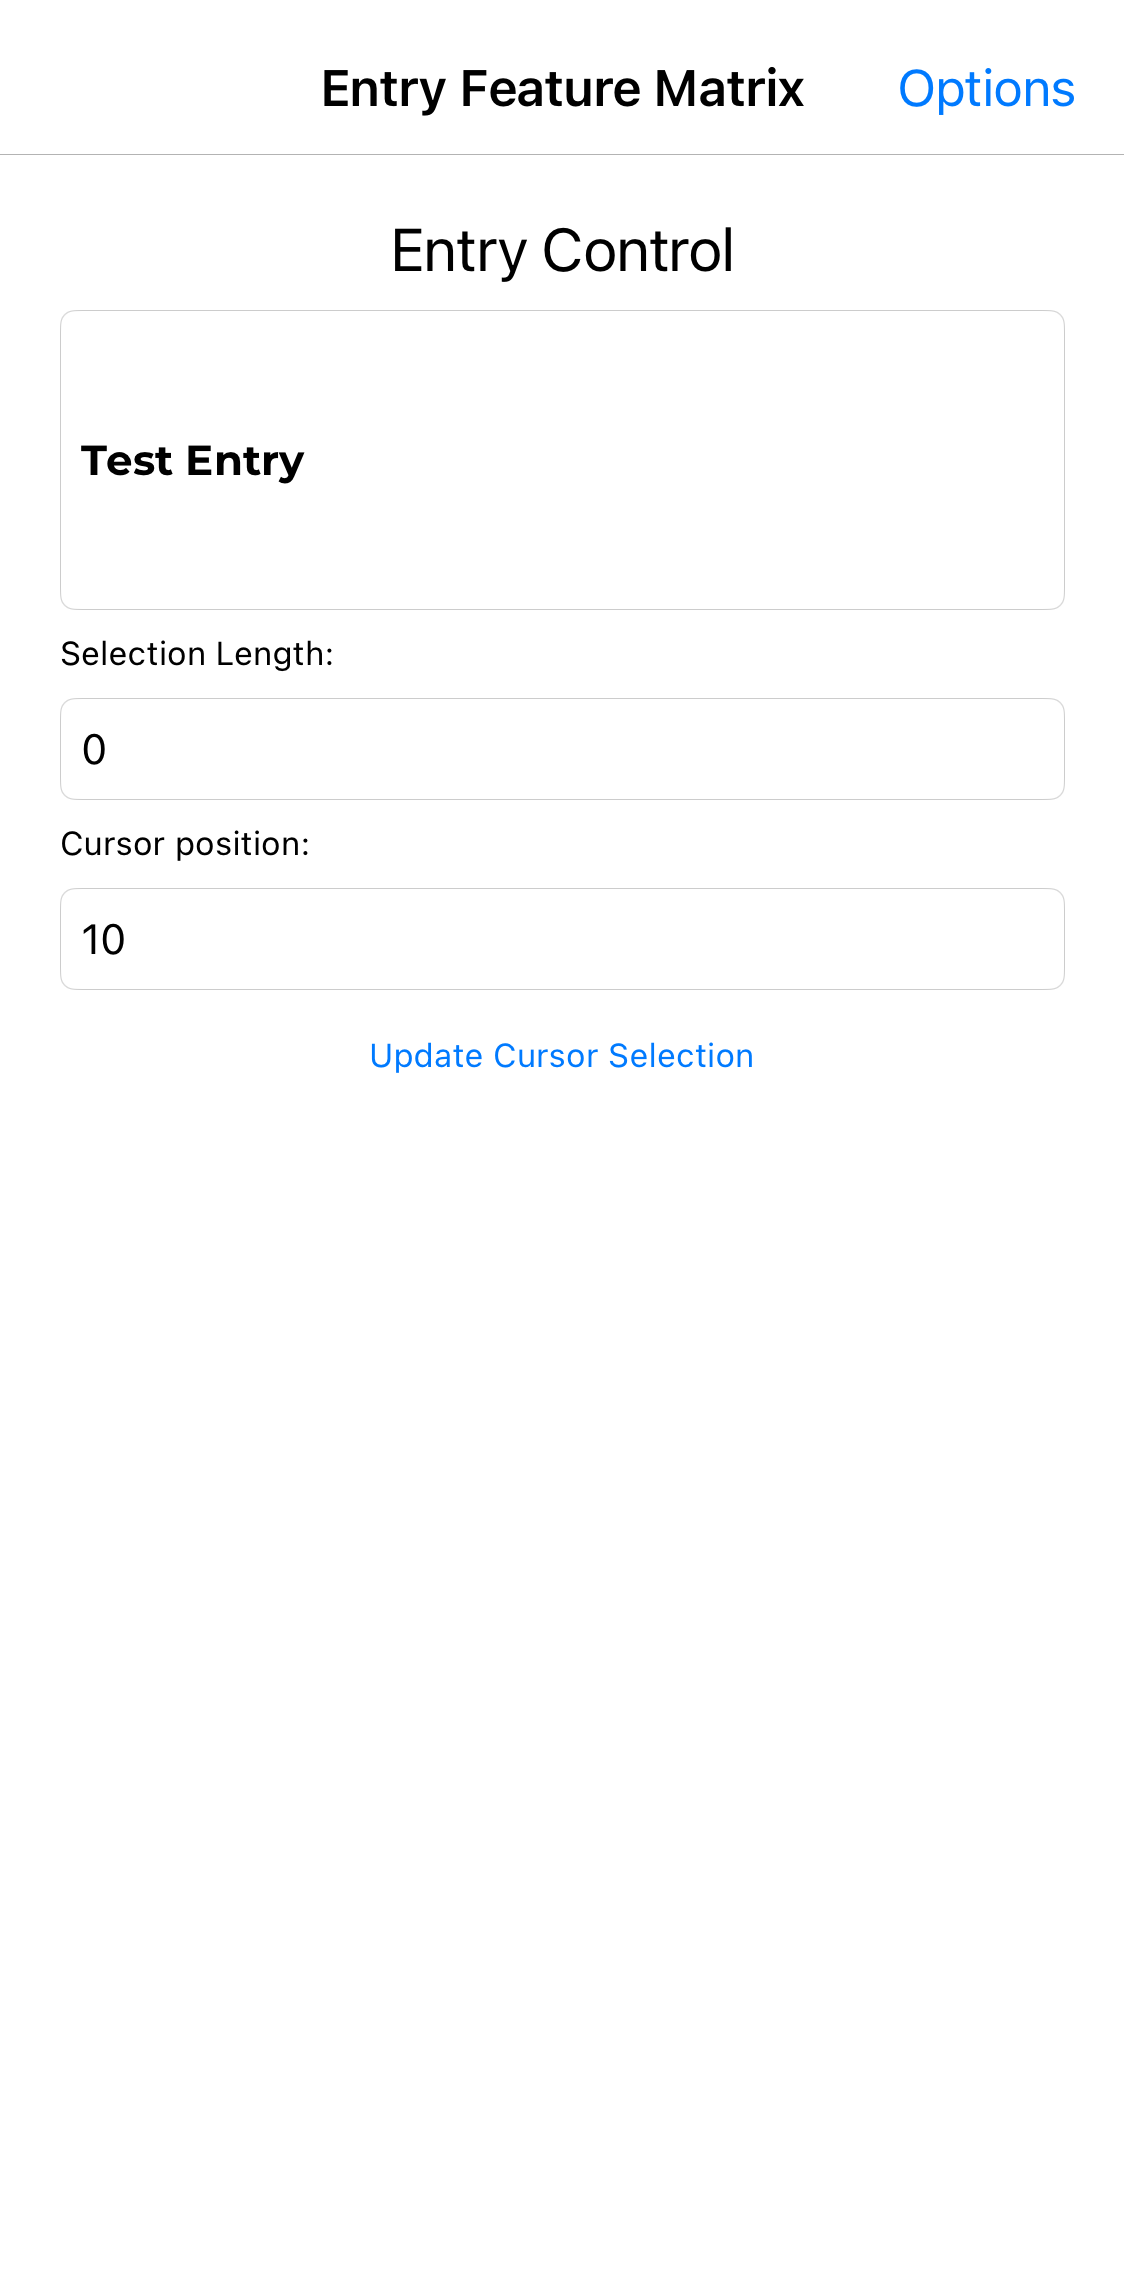 Entry Feature Matrix Options
Entry Control
Test Entry
Selection Length:
0
Cursor position:
10
Update Cursor Selection